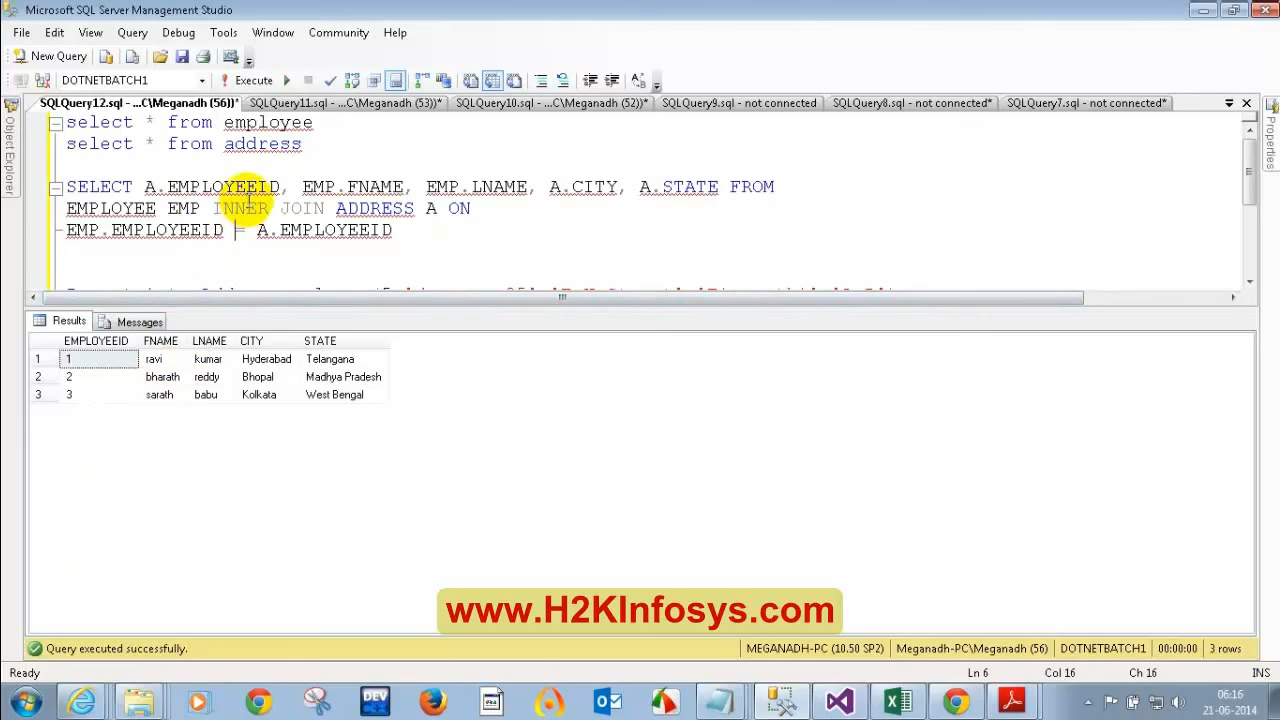 Microsoft SQL Server Management Studio
File Edit View Query Debug Tools Window Community Help
New Query
DOTNETBATCH1 Execute
SQLQuery12.sql - ...C\Meganadh (56))* SQLQuery11.sql - ...C\Meganadh (53))* SQLQuery10.sql - ...C\Meganadh (52))* SQLQuery9.sql - not connected SQLQuery8.sql - not connected* SQLQuery7.sql - not connected*
Object Explorer
Properties
select * from employee
select * from address
SELECT A.EMPLOYEEID, EMP.FNAME, EMP.LNAME, A.CITY, A.STATE FROM
EMPLOYEE EMP INNER JOIN ADDRESS A ON
EMP.EMPLOYEEID = A.EMPLOYEEID
Results Messages
EMPLOYEEID FNAME LNAME CITY STATE
1 1 ravi kumar Hyderabad Telangana
2 2 bharath reddy Bhopal Madhya Pradesh
3 3 sarath babu Kolkata West Bengal
www.H2KInfosys.com
Query executed successfully. MEGANADH-PC (10.50 SP2) Meganadh-PC\Meganadh (56) DOTNETBATCH1 00:00:00 3 rows
Ready Ln 6 Col 16 Ch 16 INS
DEV
06:16
21-06-2014